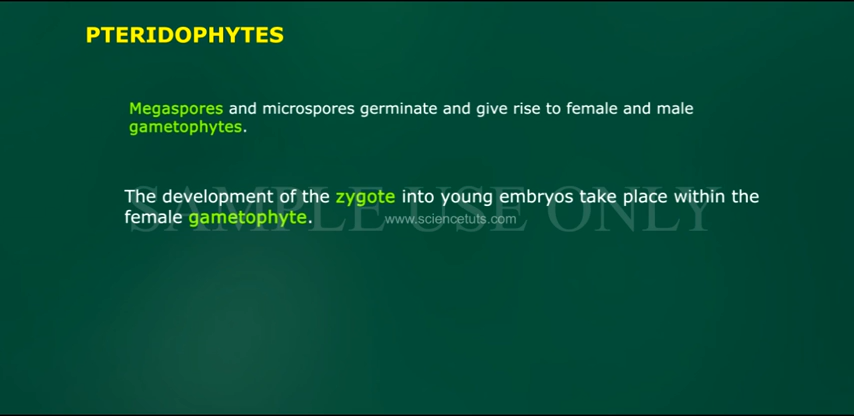 PTERIDOPHYTES
Megaspores and microspores germinate and give rise to female and male
gametophytes.
The development of the zygote into young embryos take place within the
female gametophyte.
SAMPLE USE ONLY
www.sciencetuts.com